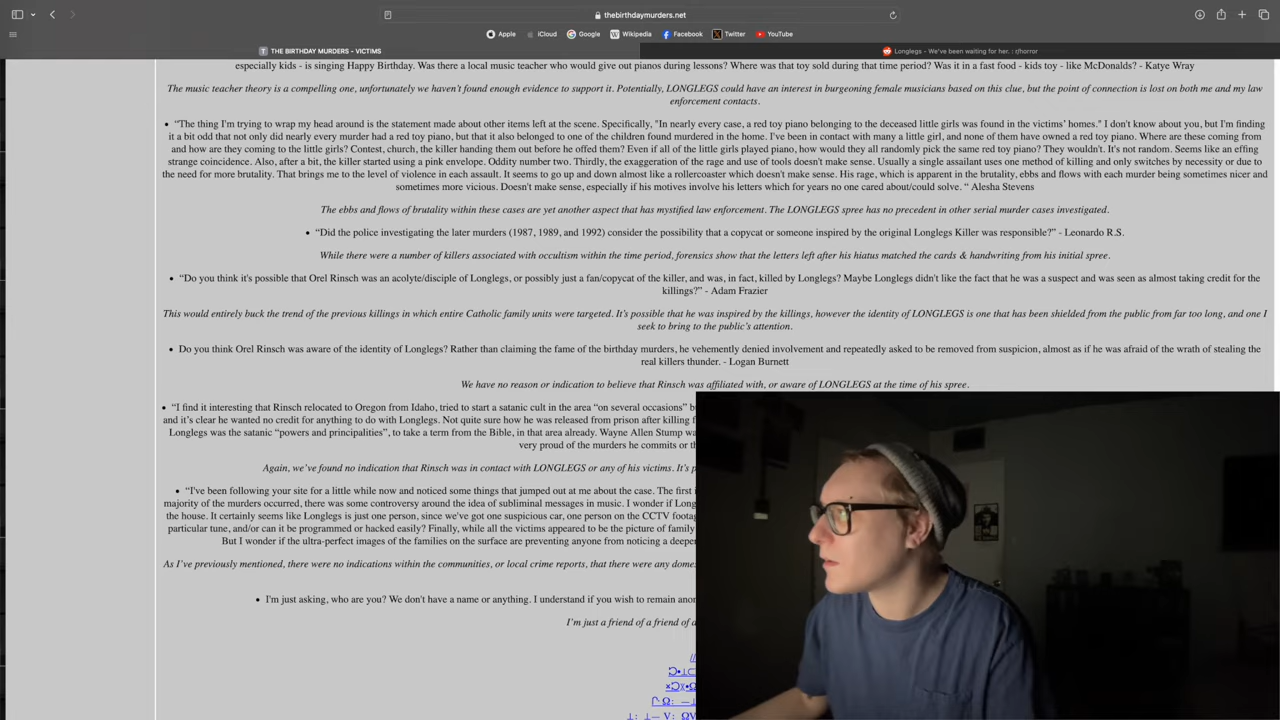 thebirthdaymurders.net
Apple iCloud Google Wikipedia Facebook Twitter YouTube
THE BIRTHDAY MURDERS - VICTIMS
Longlegs - We've been waiting for her. : r/horror
especially kids - is singing Happy Birthday. Was there a local music teacher who would give out pianos during lessons? Where was that toy sold during that time period? Was it in a fast food - kids toy - like McDonalds? - Katye Wray
The music teacher theory is a compelling one, unfortunately we haven't found enough evidence to support it. Potentially, LONGLEGS could have an interest in burgeoning female musicians based on this clue, but the point of connection is lost on both me and my law
enforcement contacts.
• “The thing I'm trying to wrap my head around is the statement made about other items left at the scene. Specifically, "In nearly every case, a red toy piano belonging to the deceased little girls was found in the victims' homes." I don't know about you, but I'm finding
it a bit odd that not only did nearly every murder had a red toy piano, but that it also belonged to one of the children found murdered in the home. I've been in contact with many a little girl, and none of them have owned a red toy piano. Where are these coming from
and how are they coming to the little girls? Contest, church, the killer handing them out before he offed them? Even if all of the little girls played piano, how would they all randomly pick the same red toy piano? They wouldn't. It's not random. Seems like an effing
strange coincidence. Also, after a bit, the killer started using a pink envelope. Oddity number two. Thirdly, the exaggeration of the rage and use of tools doesn't make sense. Usually a single assailant uses one method of killing and only switches by necessity or due to
the need for more brutality. That brings me to the level of violence in each assault. It seems to go up and down almost like a rollercoaster which doesn't make sense. His rage, which is apparent in the brutality, ebbs and flows with each murder being sometimes nicer and
sometimes more vicious. Doesn't make sense, especially if his motives involve his letters which for years no one cared about/could solve. “ Alesha Stevens
The ebbs and flows of brutality within these cases are yet another aspect that has mystified law enforcement. The LONGLEGS spree has no precedent in other serial murder cases investigated.
• “Did the police investigating the later murders (1987, 1989, and 1992) consider the possibility that a copycat or someone inspired by the original Longlegs Killer was responsible?” - Leonardo R.S.
While there were a number of killers associated with occultism within the time period, forensics show that the letters left after his hiatus matched the cards & handwriting from his initial spree.
• “Do you think it's possible that Orel Rinsch was an acolyte/disciple of Longlegs, or possibly just a fan/copycat of the killer, and was, in fact, killed by Longlegs? Maybe Longlegs didn't like the fact that he was a suspect and was seen as almost taking credit for the
killings?” - Adam Frazier
This would entirely buck the trend of the previous killings in which entire Catholic family units were targeted. It's possible that he was inspired by the killings, however the identity of LONGLEGS is one that has been shielded from the public from far too long, and one I
seek to bring to the public's attention.
• Do you think Orel Rinsch was aware of the identity of Longlegs? Rather than claiming the fame of the birthday murders, he vehemently denied involvement and repeatedly asked to be removed from suspicion, almost as if he was afraid of the wrath of stealing the
real killers thunder. - Logan Burnett
We have no reason or indication to believe that Rinsch was affiliated with, or aware of LONGLEGS at the time of his spree.
• “I find it interesting that Rinsch relocated to Oregon from Idaho, tried to start a satanic cult in the area “on several occasions”
and it's clear he wanted no credit for anything to do with Longlegs. Not quite sure how he was released from prison after killing
Longlegs was the satanic “powers and principalities”, to take a term from the Bible, in that area already. Wayne Allen Stump
very proud of the murders he commits or
Again, we've found no indication that Rinsch was in contact with LONGLEGS or any of his victims. It's
• “I've been following your site for a little while now and noticed some things that jumped out at me about the case. The first
majority of the murders occurred, there was some controversy around the idea of subliminal messages in music. I wonder if
the house. It certainly seems like Longlegs is just one person, since we've got one suspicious car, one person on the CCTV
particular tune, and/or can it be programmed or hacked easily? Finally, while all the victims appeared to be the picture of family
But I wonder if the ultra-perfect images of the families on the surface are preventing anyone from noticing a
As I've previously mentioned, there were no indications within the communities, or local crime reports, that there were any
• I'm just asking, who are you? We don't have a name or anything. I understand if you wish to remain
I'm just a friend of a friend of